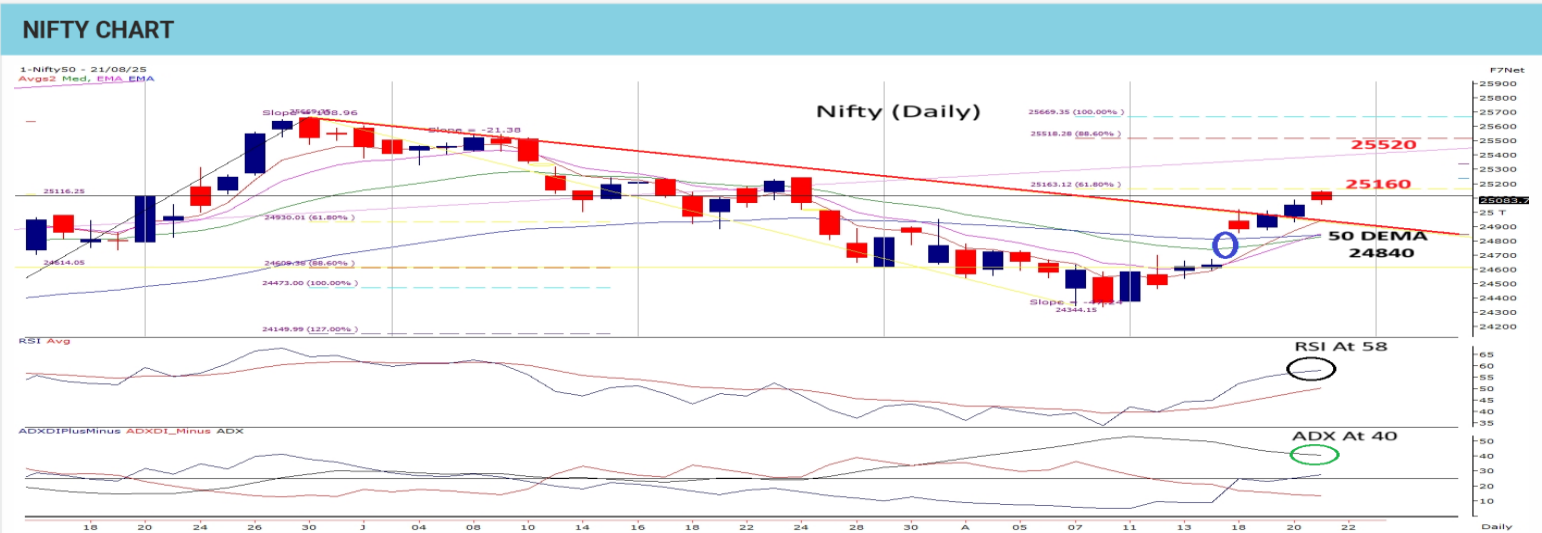 NIFTY CHART
1-Nifty50 - 21/08/25
F7Net
Avgs2 Med, EMA EMA
Nifty (Daily)
Slope =
Slope = -21.38
25669.35 (100.00% )
25518.28 (88.60% )
25520
25163.12 (61.80% )
25160
25116.25
24930.01 (61.80% )
50 DEMA
24840
24614.05
24609.38 (88.60% )
24473.00 (100.00% )
Slope =
24344.15
24149.99 (127.00% )
25900
25800
25700
25600
25500
25400
25300
25200
25083.7
25 T
24900
24800
24700
24600
24500
24400
24300
24200
RSI Avg
RSI At 58
65
60
55
50
45
40
35
ADXDIPlusMinus ADXDI_Minus ADX
ADX At 40
50
40
30
20
10
18 20 24 26 30 J 04 08 10 14 16 18 22 24 28 30 A 05 07 11 13 18 20 22 Daily